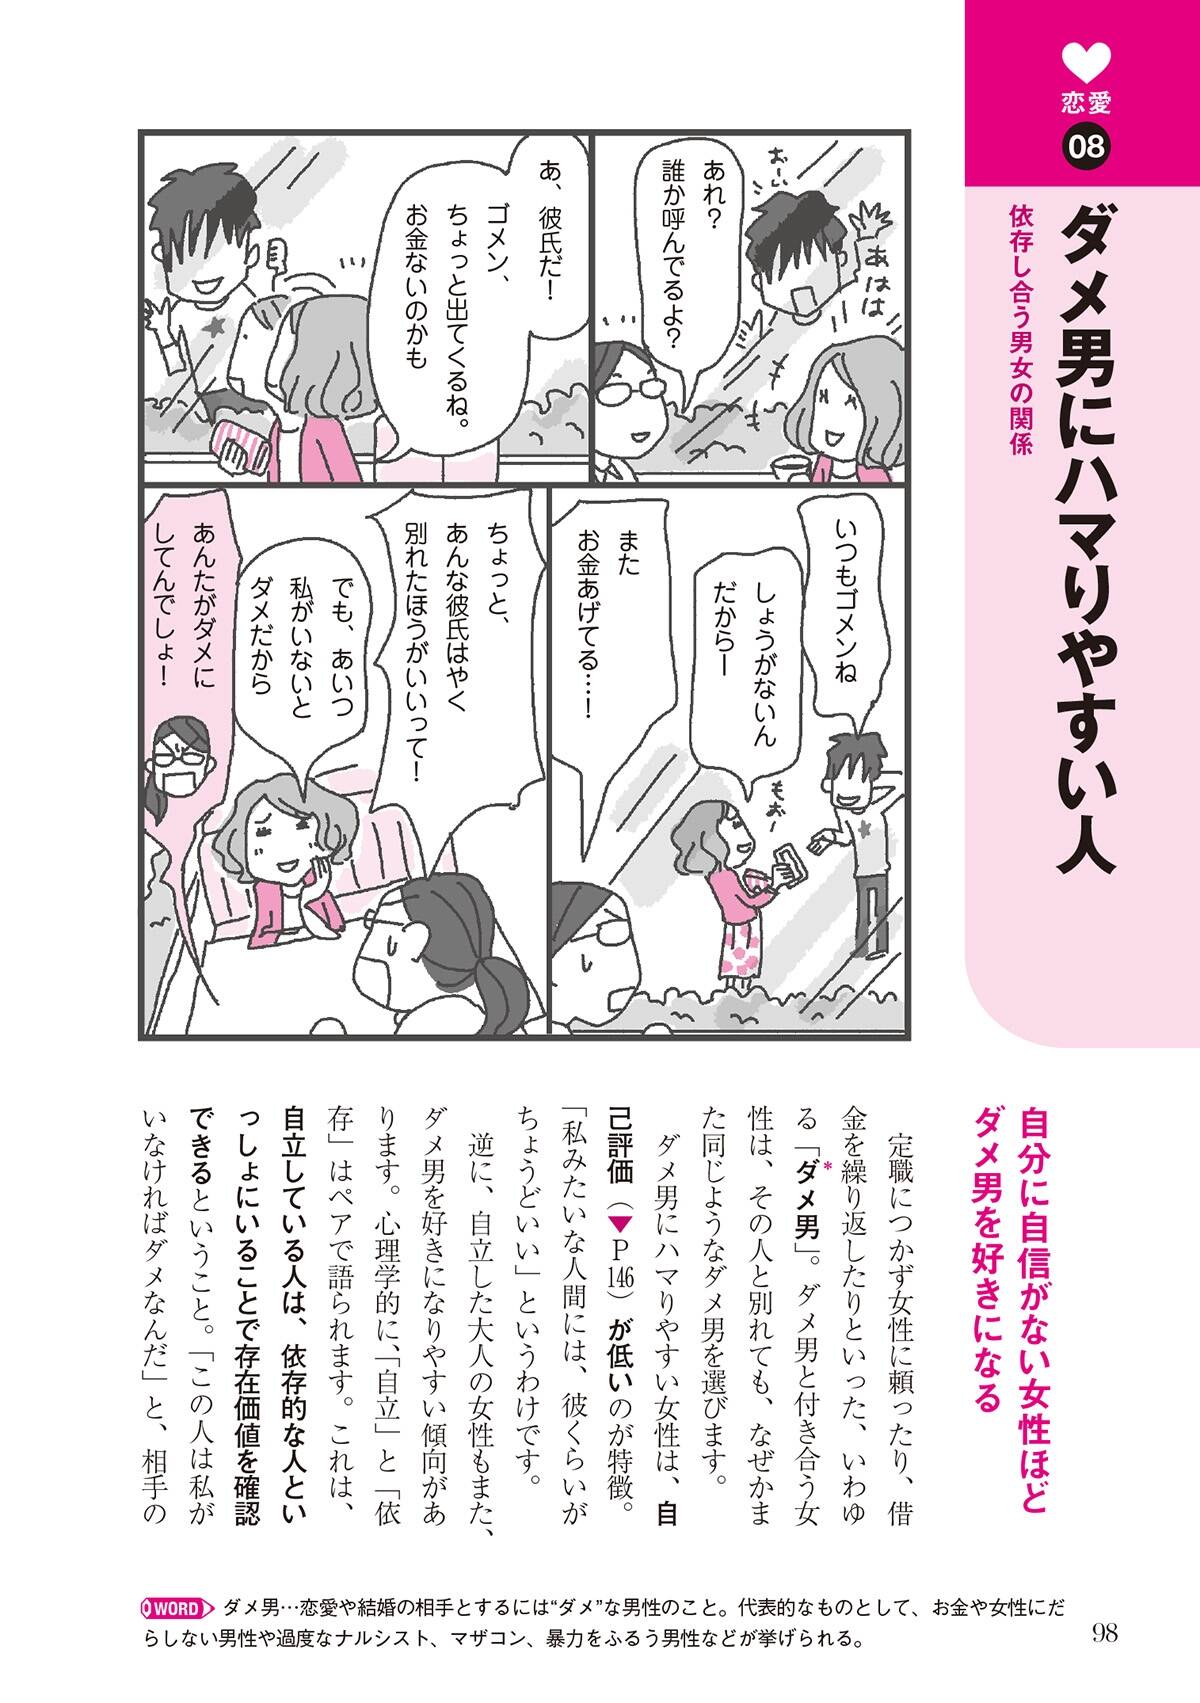 恋愛
08
ダメ男にハマりやすい人
依存し合う男女の関係
おーい
あはは
あれ？
誰か呼んでるよ？
あ、彼氏だ！
ゴメン、
ちょっと出てくるね。
お金ないのかも
いつもゴメンね
しょうがないん
だからー
もおー
また
お金あげてる…！
ちょっと、
あんな彼氏はやく
別れたほうがいいって！
でも、あいつ
私がいないと
ダメだから
あんたがダメに
してんでしょ！
自分に自信がない女性ほど
ダメ男を好きになる
定職につかず女性に頼ったり、借
金を繰り返したりといった、いわゆ
る「ダメ男*」。ダメ男と付き合う女
性は、その人と別れても、なぜかま
た同じようなダメ男を選びます。
ダメ男にハマりやすい女性は、自
己評価（▼P146）が低いのが特徴。
「私みたいな人間には、彼くらいが
ちょうどいい」というわけです。
逆に、自立した大人の女性もまた、
ダメ男を好きになりやすい傾向があ
ります。心理学的に、「自立」と「依
存」はペアで語られます。これは、
自立している人は、依存的な人とい
っしょにいることで存在価値を確認
できるということ。「この人は私が
いなければダメなんだ」と、相手の
WORD ダメ男…恋愛や結婚の相手とするには“ダメ”な男性のこと。代表的なものとして、お金や女性にだ
らしない男性や過度なナルシスト、マザコン、暴力をふるう男性などが挙げられる。
98